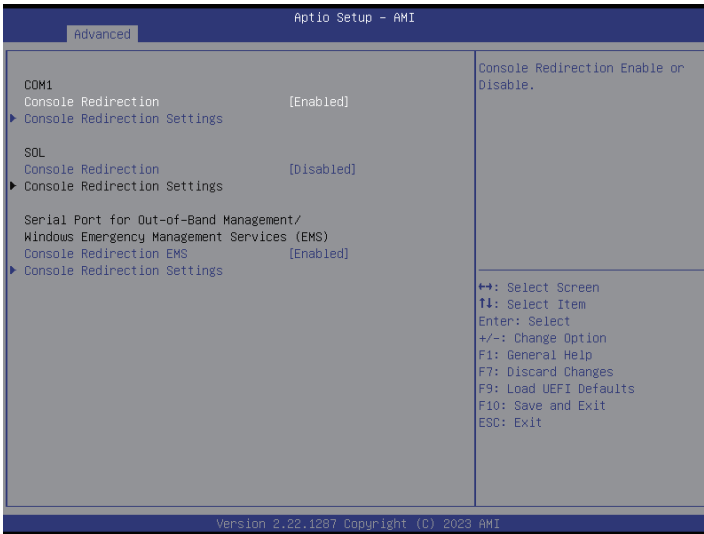 Aptio Setup – AMI
Advanced
COM1
Console Redirection [Enabled]
Console Redirection Settings
SOL
Console Redirection [Disabled]
Console Redirection Settings
Serial Port for Out-of-Band Management/
Windows Emergency Management Services (EMS)
Console Redirection EMS [Enabled]
Console Redirection Settings
Console Redirection Enable or
Disable.
↔: Select Screen
↑↓: Select Item
Enter: Select
+/-: Change Option
F1: General Help
F7: Discard Changes
F9: Load UEFI Defaults
F10: Save and Exit
ESC: Exit
Version 2.22.1287 Copyright (C) 2023 AMI